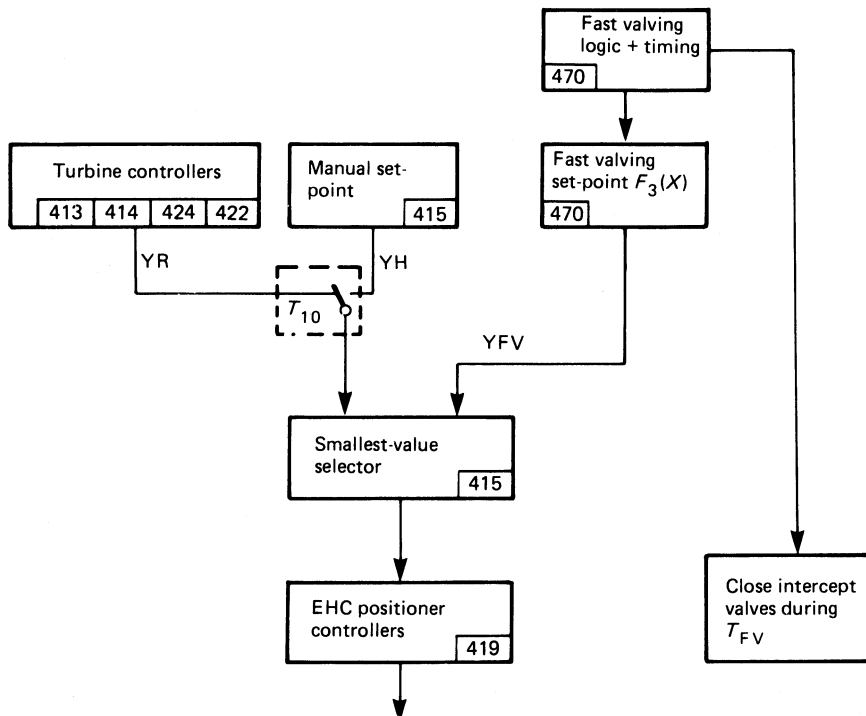 Fast valving
logic + timing
470
Turbine controllers
413 414 424 422
Manual set-
point
415
Fast valving
set-point F3(X)
470
YR
YH
T10
YFV
Smallest-value
selector
415
EHC positioner
controllers
419
Close intercept
valves during
TFV